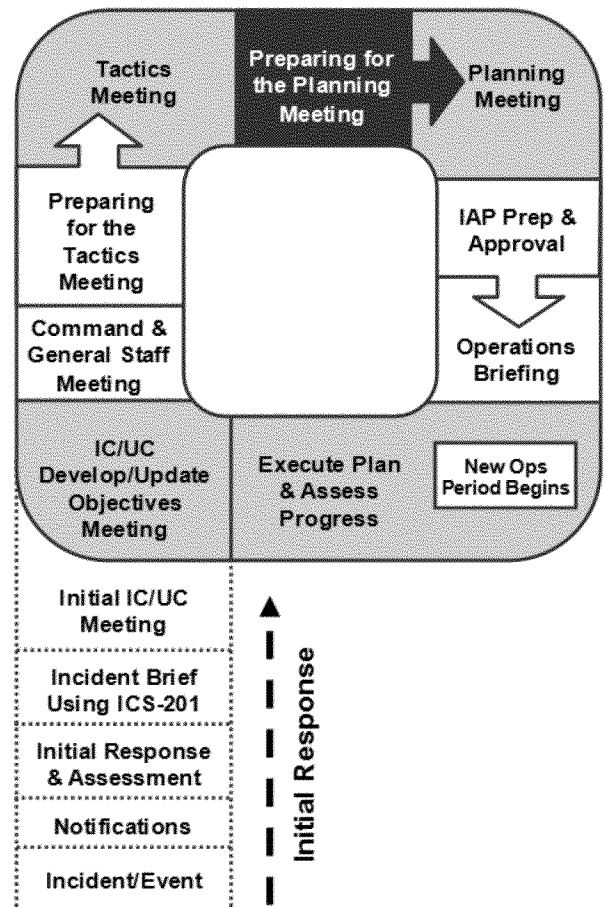 Tactics
Meeting
Preparing for
the Planning
Meeting
Planning
Meeting
Preparing
for the
Tactics
Meeting
IAP Prep &
Approval
Command &
General Staff
Meeting
Operations
Briefing
IC/UC
Develop/Update
Objectives
Meeting
Execute Plan
& Assess
Progress
New Ops
Period Begins
Initial IC/UC
Meeting
Incident Brief
Using ICS-201
Initial Response
& Assessment
Notifications
Incident/Event
Initial Response